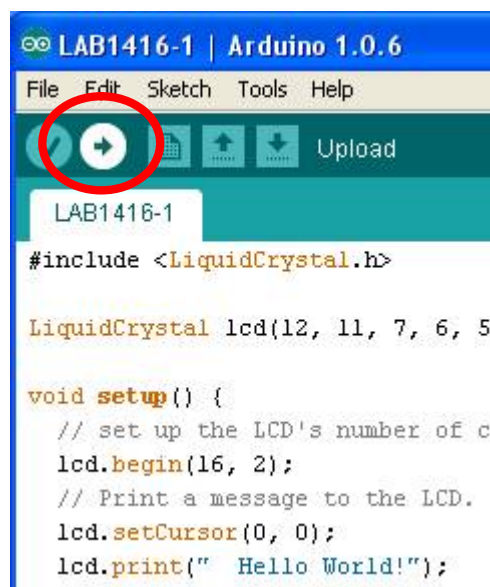 LAB1416-1 | Arduino 1.0.6
File Edit Sketch Tools Help
Upload
LAB1416-1
#include <LiquidCrystal.h>
LiquidCrystal lcd(12, 11, 7, 6, 5
void setup() {
// set up the LCD's number of c
lcd.begin(16, 2);
// Print a message to the LCD.
lcd.setCursor(0, 0);
lcd.print("  Hello World!");